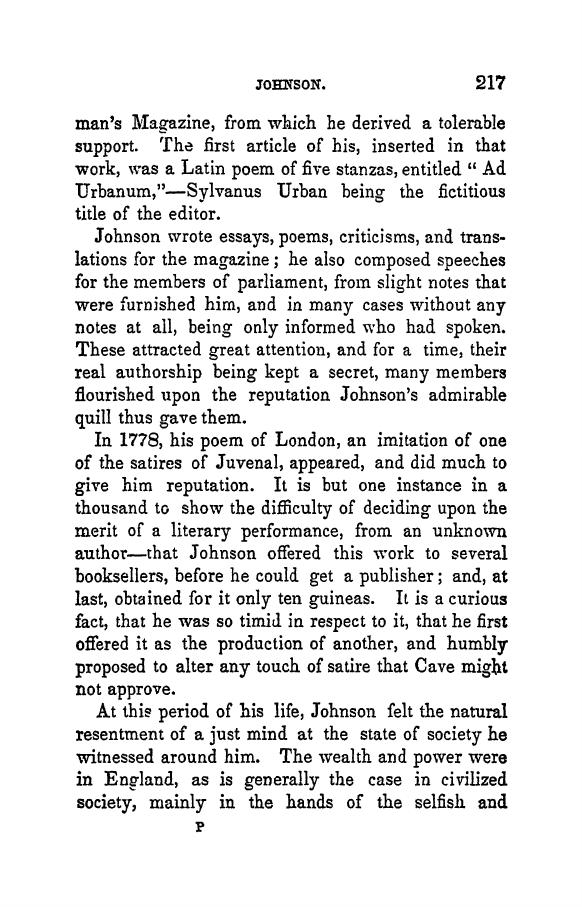 JOHNSON. 217
man's Magazine, from which he derived a tolerable
support. The first article of his, inserted in that
work, was a Latin poem of five stanzas, entitled “ Ad
Urbanum,”—Sylvanus Urban being the fictitious
title of the editor.
Johnson wrote essays, poems, criticisms, and trans-
lations for the magazine ; he also composed speeches
for the members of parliament, from slight notes that
were furnished him, and in many cases without any
notes at all, being only informed who had spoken.
These attracted great attention, and for a time, their
real authorship being kept a secret, many members
flourished upon the reputation Johnson's admirable
quill thus gave them.
In 1778, his poem of London, an imitation of one
of the satires of Juvenal, appeared, and did much to
give him reputation. It is but one instance in a
thousand to show the difficulty of deciding upon the
merit of a literary performance, from an unknown
author—that Johnson offered this work to several
booksellers, before he could get a publisher ; and, at
last, obtained for it only ten guineas. It is a curious
fact, that he was so timid in respect to it, that he first
offered it as the production of another, and humbly
proposed to alter any touch of satire that Cave might
not approve.
At this period of his life, Johnson felt the natural
resentment of a just mind at the state of society he
witnessed around him. The wealth and power were
in England, as is generally the case in civilized
society, mainly in the hands of the selfish and
P